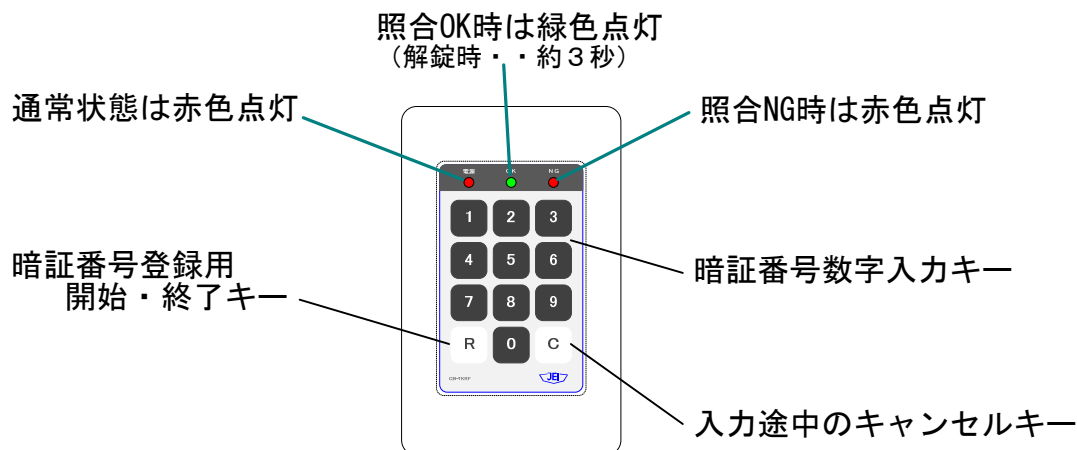 照合OK時は緑色点灯
(解錠時・・約３秒)
通常状態は赤色点灯
照合NG時は赤色点灯
電源 OK NG
1 2 3
4 5 6
暗証番号登録用
開始・終了キー
暗証番号数字入力キー
7 8 9
R 0 C
JEI
入力途中のキャンセルキー